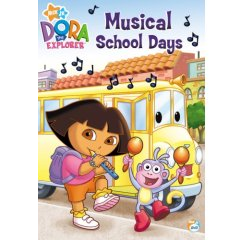 NICK JR.
DORA
the
EXPLORER
Musical
School Days